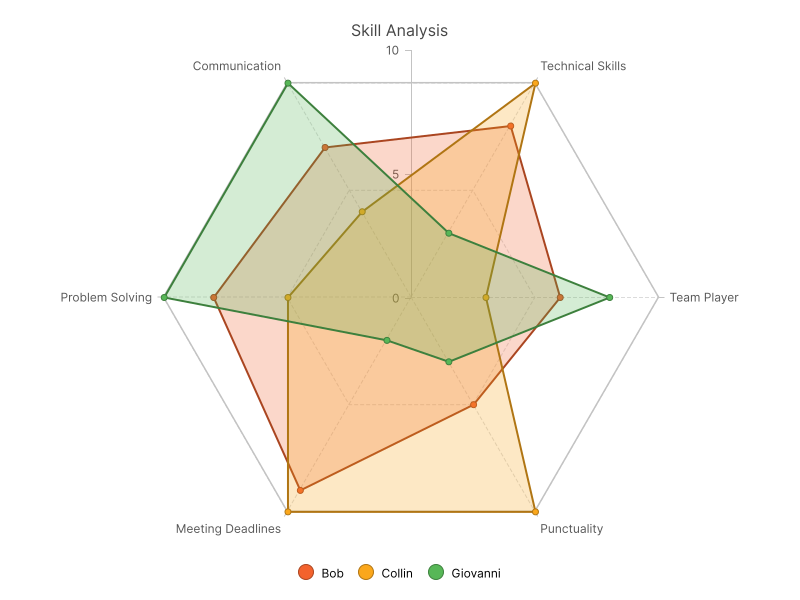 Skill Analysis
10
Communication
Technical Skills
5
Problem Solving
0
Team Player
Meeting Deadlines
Punctuality
Bob
Collin
Giovanni